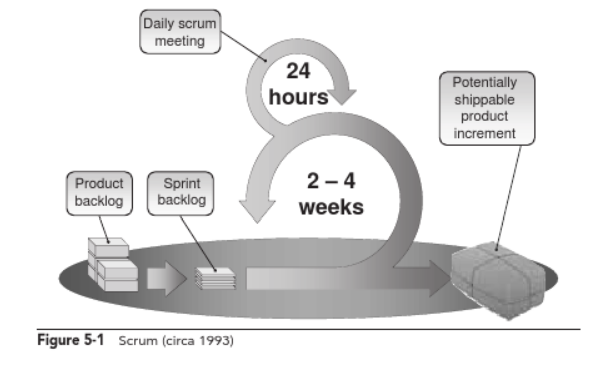 Daily scrum
meeting
24
hours
Potentially
shippable
product
increment
Product
backlog
Sprint
backlog
2 – 4
weeks
Figure 5-1 Scrum (circa 1993)